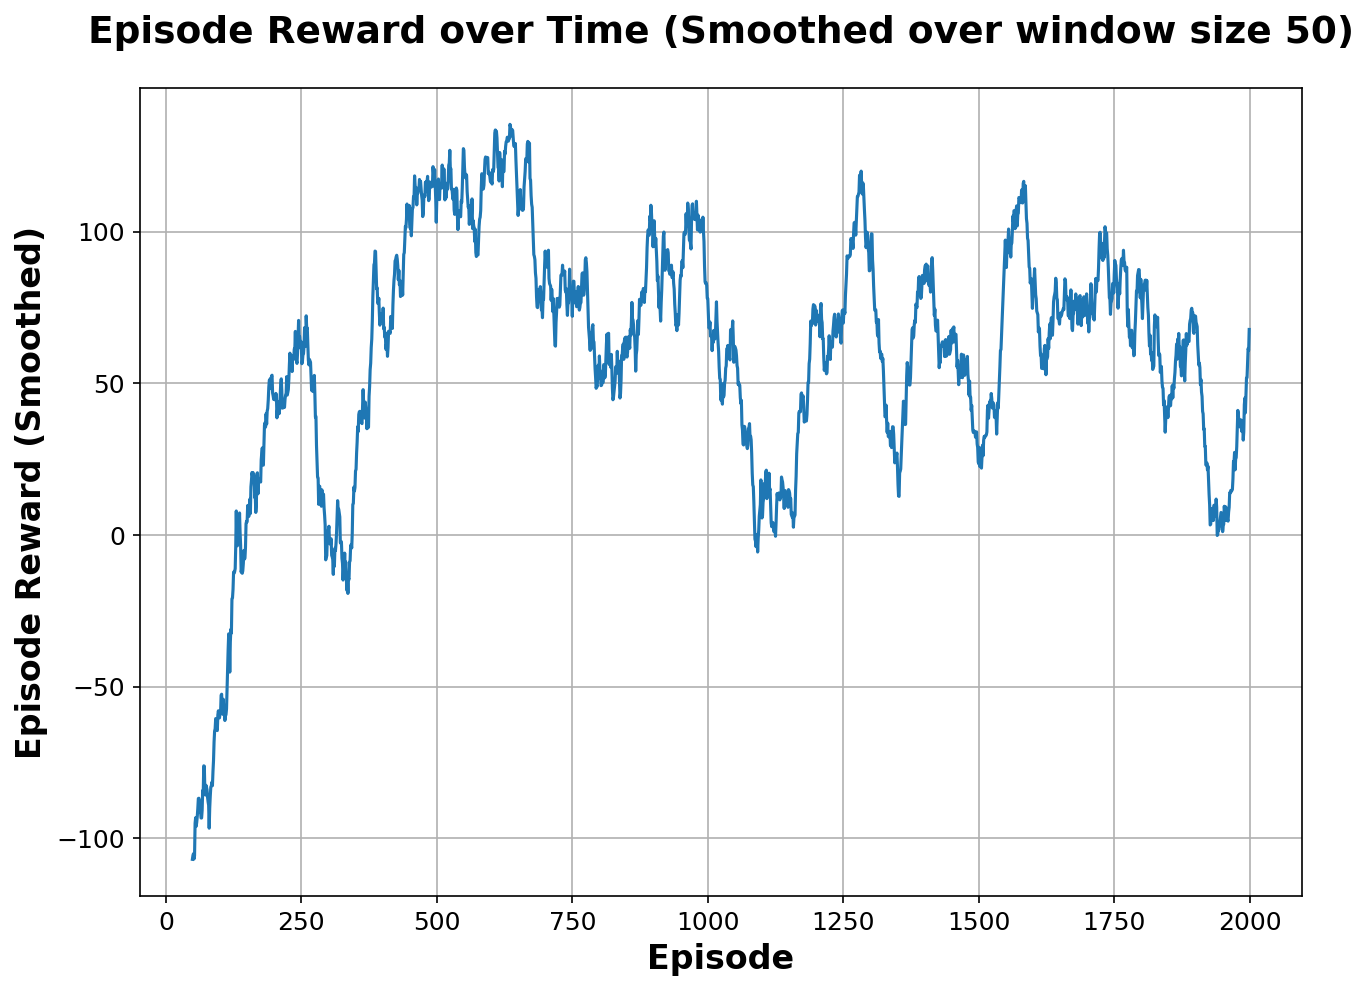 Episode Reward over Time (Smoothed over window size 50)
Episode Reward (Smoothed)
100
50
0
−50
−100
0 250 500 750 1000 1250 1500 1750 2000
Episode